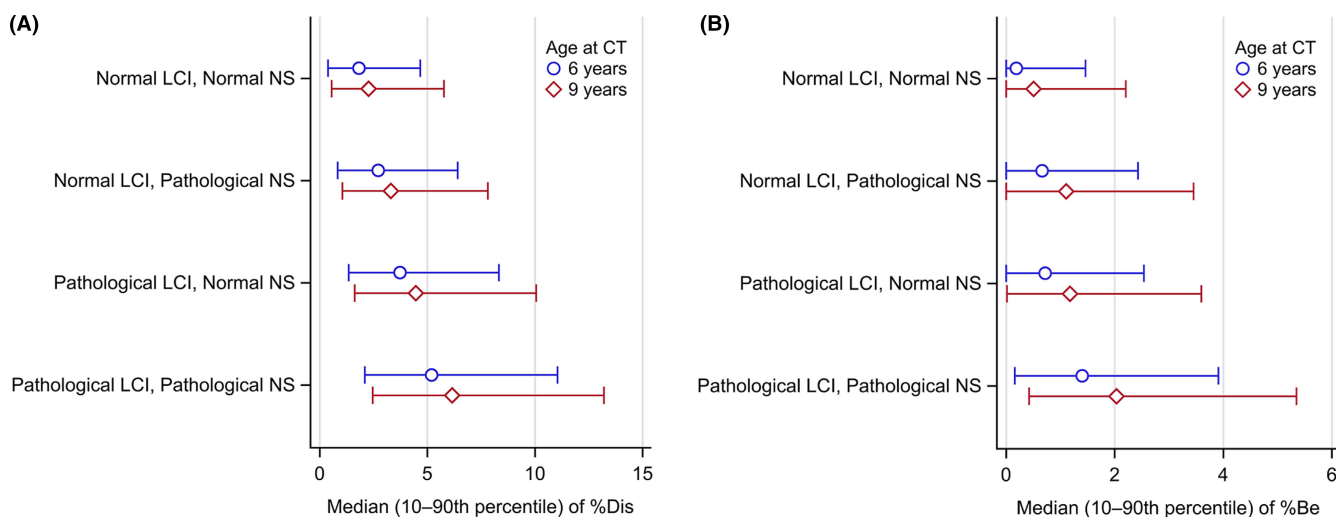 (A)
Age at CT
6 years
9 years
Normal LCI, Normal NS
Normal LCI, Pathological NS
Pathological LCI, Normal NS
Pathological LCI, Pathological NS
0 5 10 15
Median (10–90th percentile) of %Dis
(B)
Age at CT
6 years
9 years
Normal LCI, Normal NS
Normal LCI, Pathological NS
Pathological LCI, Normal NS
Pathological LCI, Pathological NS
0 2 4 6
Median (10–90th percentile) of %Be